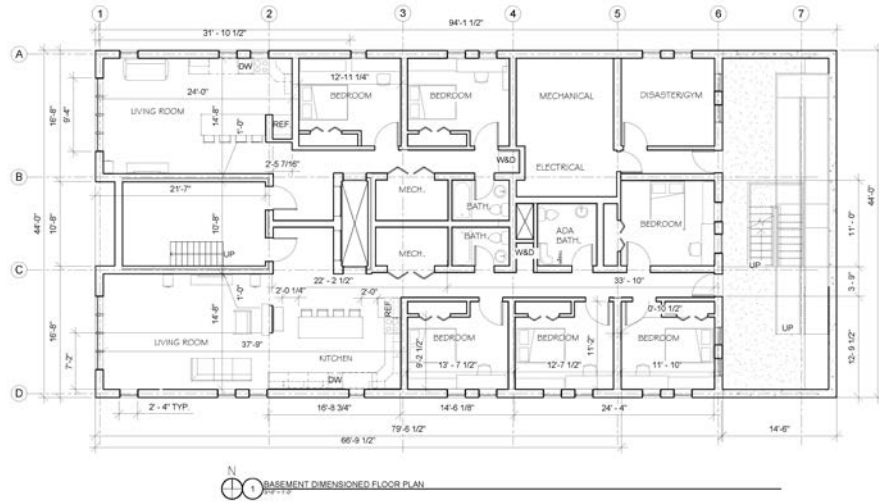 1 2 3 4 5 6 7
94'-1 1/2"
31' - 10 1/2"
A
DW
12'-11 1/4"
24'-0"
14'-8"
BEDROOM
BEDROOM
MECHANICAL
DISASTER/GYM
LIVING ROOM
16'-8"
9'-4"
1'-0"
REF.
2'-5 7/16"
W&D
ELECTRICAL
B
MECH.
21'-7"
BATH.
BEDROOM
44'-0"
10'-8"
10'-8"
44'-0"
11' - 0"
BATH.
ADA
BATH.
UP
MECH.
W&D
UP
C
22' - 2 1/2"
33' - 10"
3' - 9"
1'-0"
2'-0 1/4"
2'-0"
REF.
0'-10 1/2"
14'-8"
UP
LIVING ROOM
BEDROOM
BEDROOM
BEDROOM
16'-8"
37'-9"
9'-2 1/2"
11'-2"
12'- 9 1/2"
7'-2"
KITCHEN
13' - 7 1/2"
12'-7 1/2"
11' - 10"
DW
D
2' - 4" TYP.
16'-8 3/4"
14'-6 1/8"
24' - 4"
79'-6 1/2"
14'-6"
66'-9 1/2"
N
1
BASEMENT DIMENSIONED FLOOR PLAN